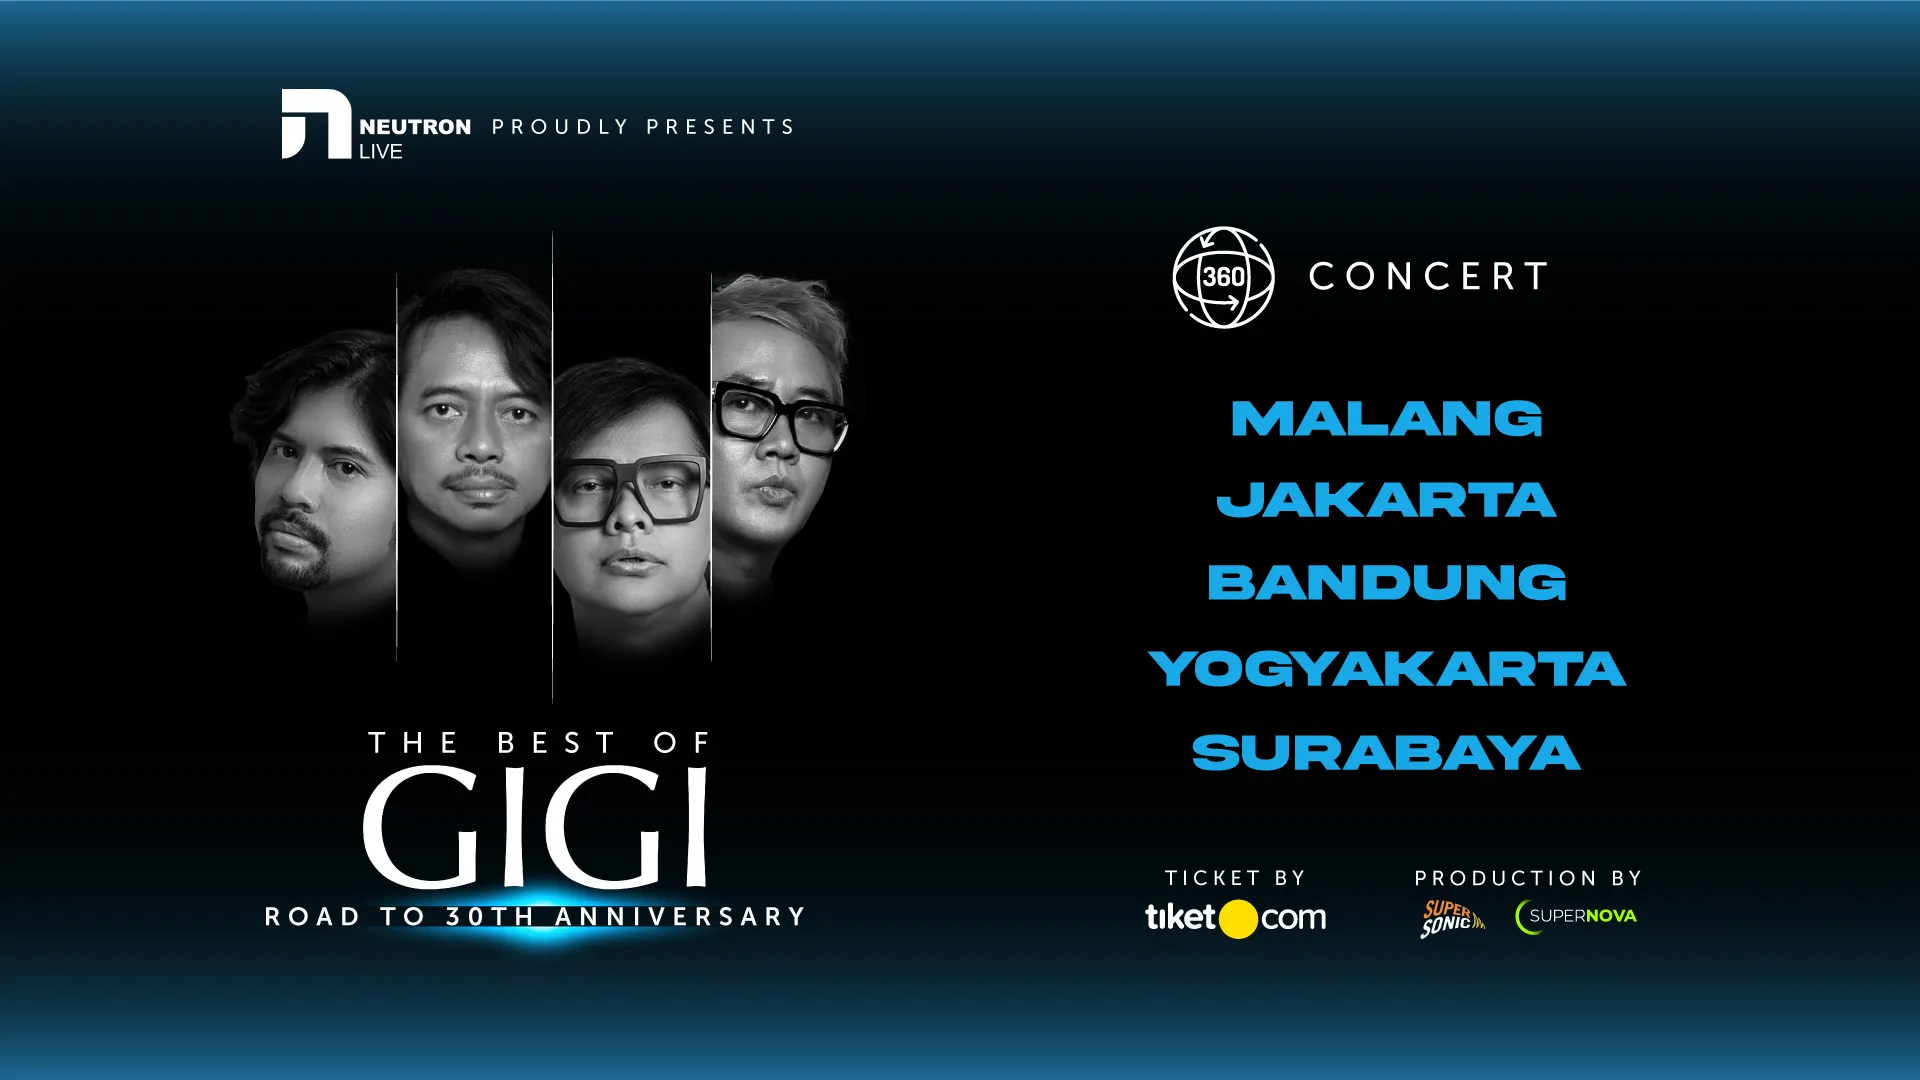 NEUTRON PROUDLY PRESENTS
LIVE
THE BEST OF
GIGI
ROAD TO 30TH ANNIVERSARY
360 CONCERT
MALANG
JAKARTA
BANDUNG
YOGYAKARTA
SURABAYA
TICKET BY
tiket com
PRODUCTION BY
SUPER
SONIC
SUPERNOVA